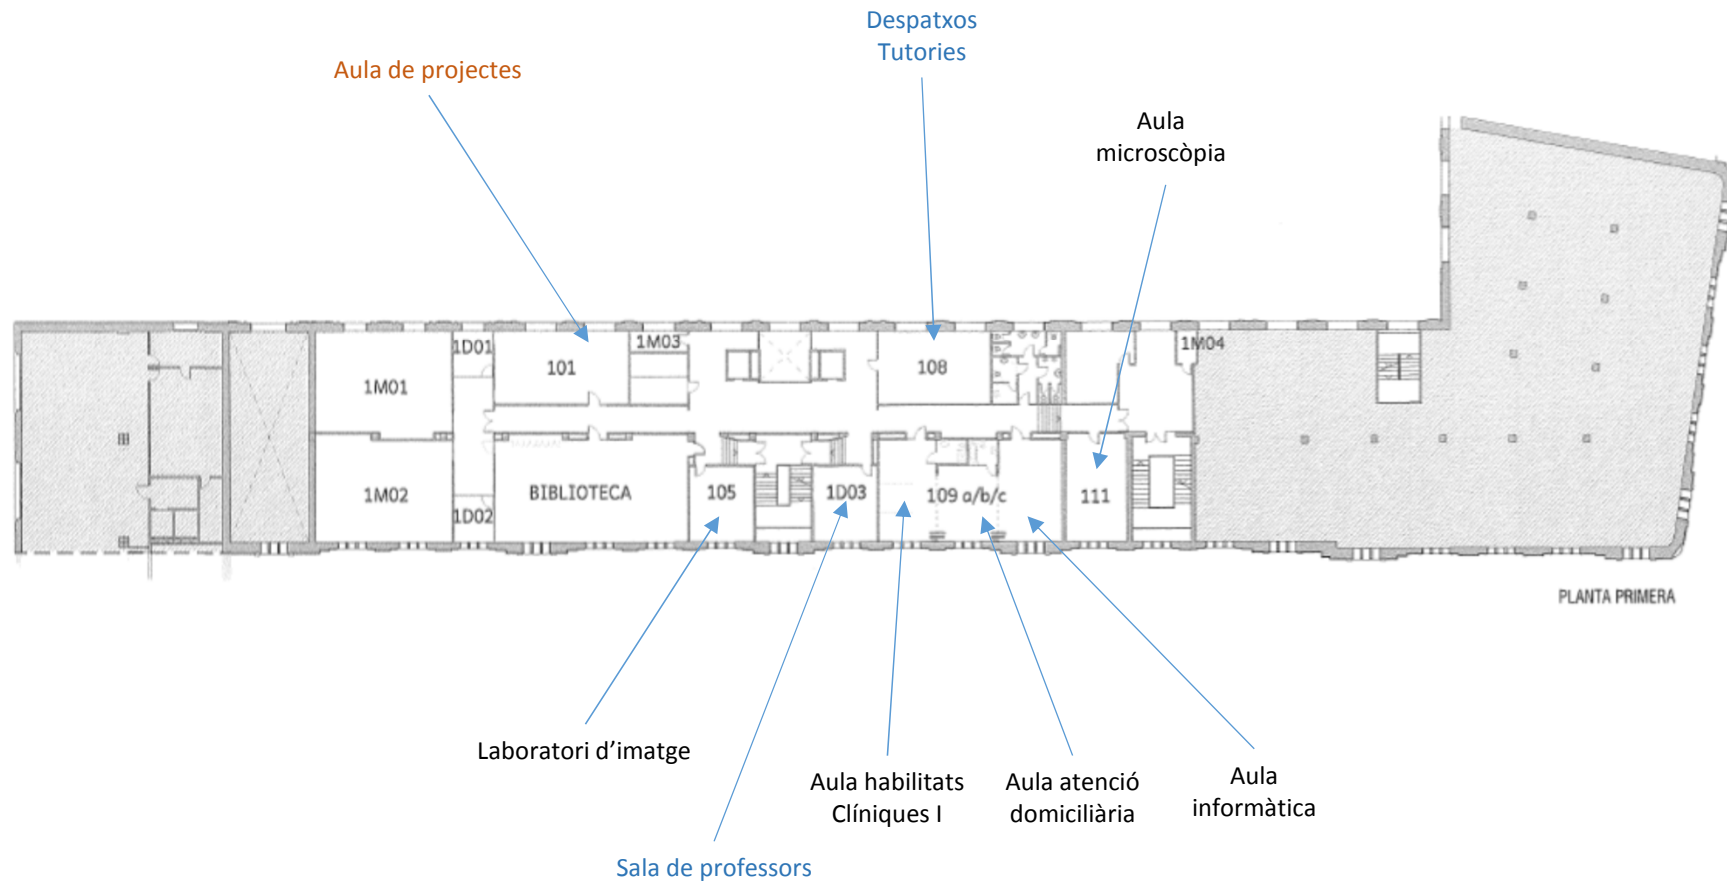 Despatxos
Tutories
Aula de projectes
Aula
microscòpia
1D01
1M03
1M04
101
108
1M01
1M02
BIBLIOTECA
105
1D03
109 a/b/c
111
1D02
PLANTA PRIMERA
Laboratori d’imatge
Aula habilitats
Clíniques I
Aula atenció
domiciliària
Aula
informàtica
Sala de professors